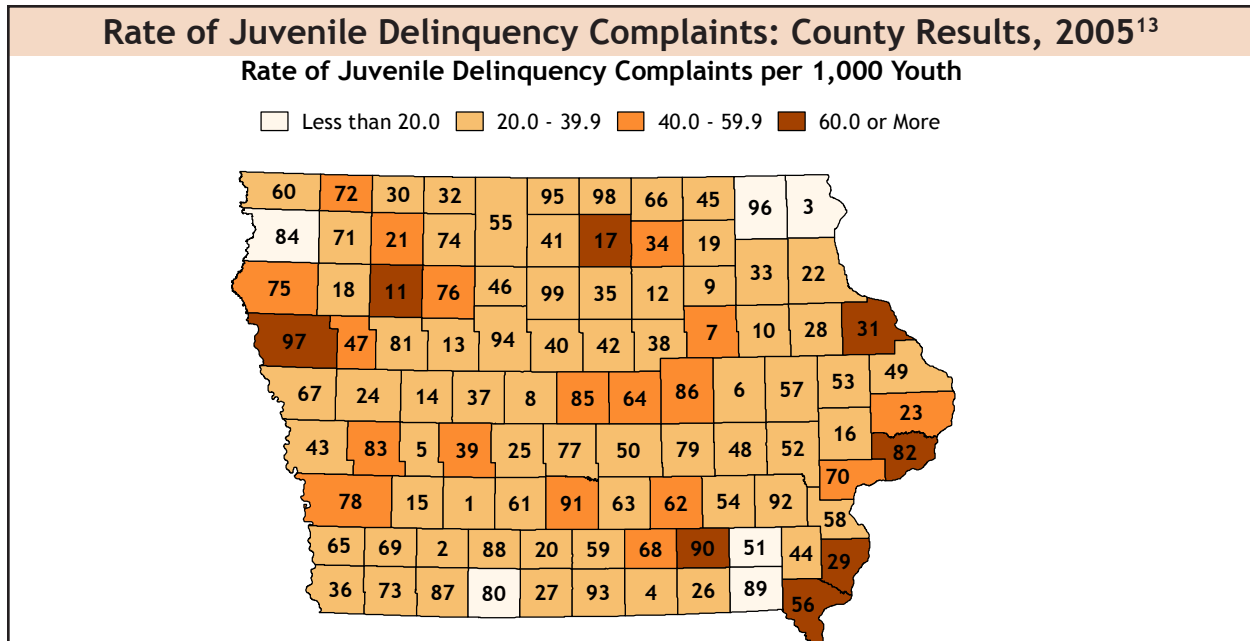 Rate of Juvenile Delinquency Complaints: County Results, 2005¹³
Rate of Juvenile Delinquency Complaints per 1,000 Youth
Less than 20.0 20.0 - 39.9 40.0 - 59.9 60.0 or More
60 72 30 32 55 95 98 66 45 96 3
84 71 21 74 41 17 34 19
75 18 11 76 46 99 35 12 9 33 22
97 47 81 13 94 40 42 38 7 10 28 31
67 24 14 37 8 85 64 86 6 57 53 49
23
43 83 5 39 25 77 50 79 48 52 16 82
78 15 1 61 91 63 62 54 92 70
58
65 69 2 88 20 59 68 90 51 44 29
36 73 87 80 27 93 4 26 89 56